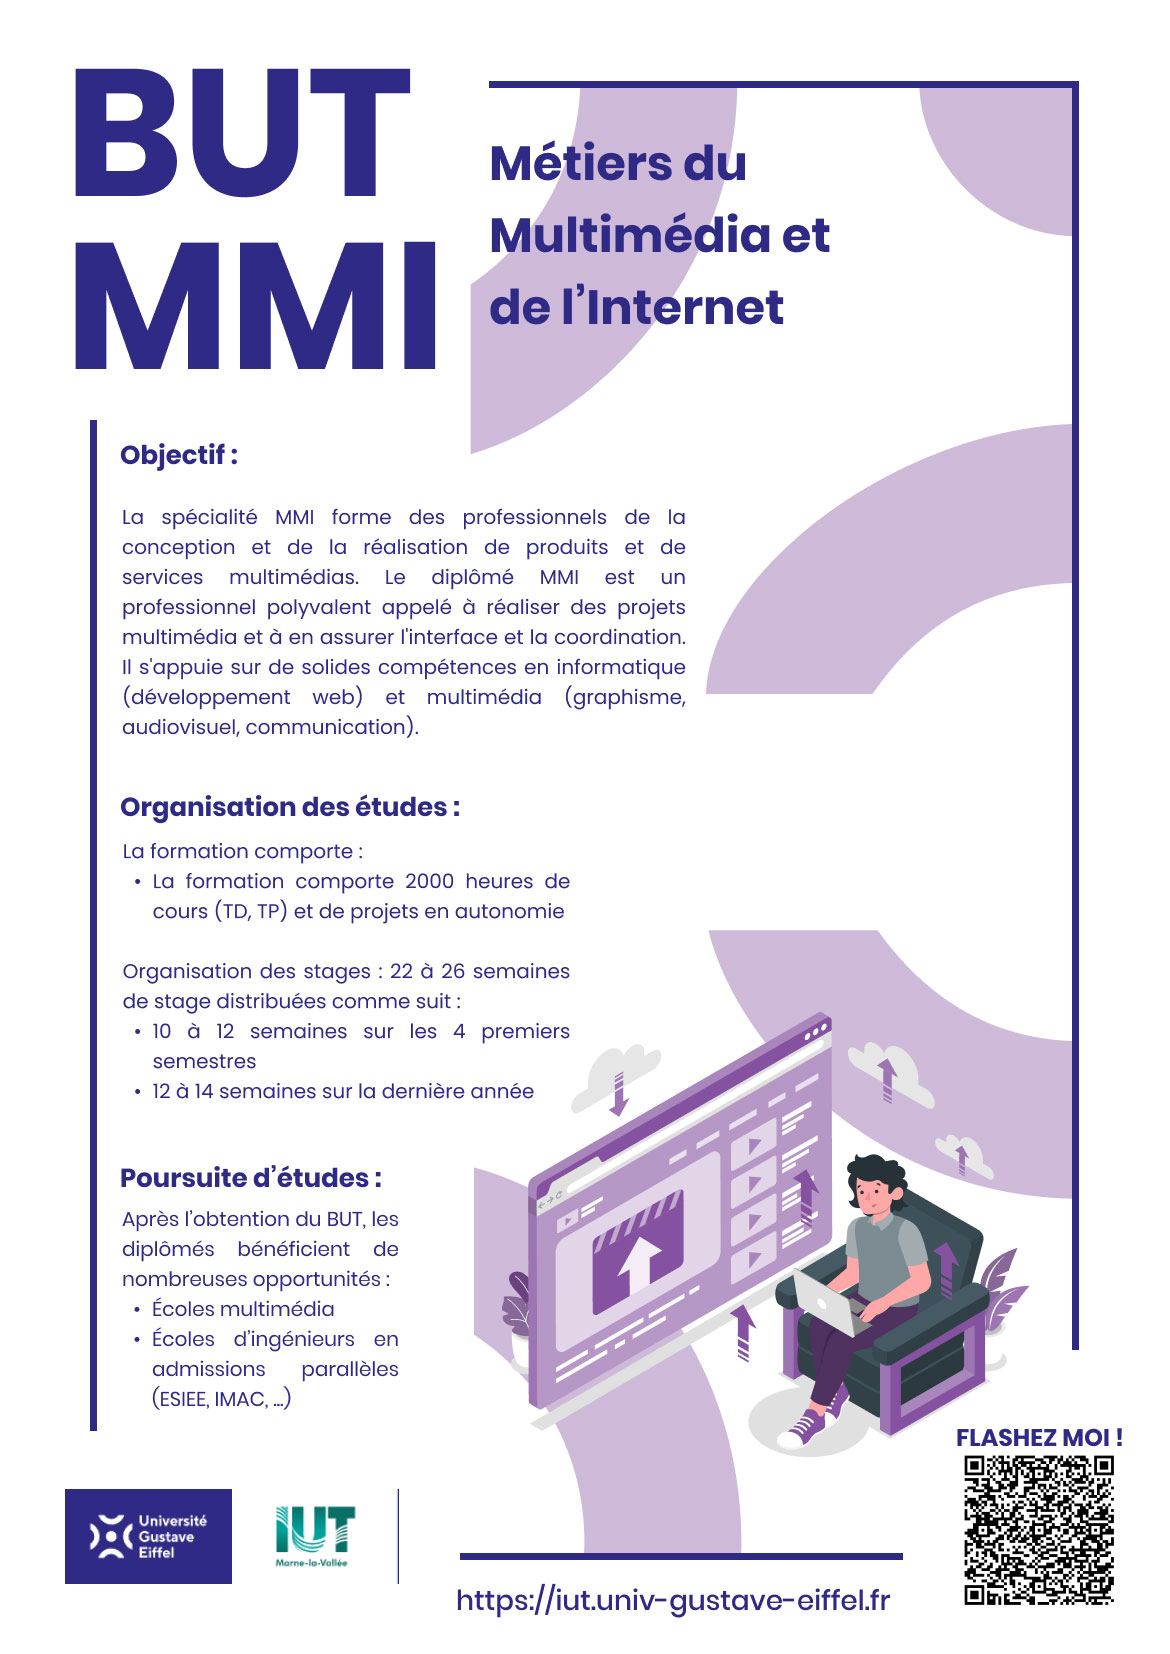 BUT
MMI
Métiers du
Multimédia et
de l’Internet
Objectif :
La spécialité MMI forme des professionnels de la
conception et de la réalisation de produits et de
services multimédias. Le diplômé MMI est un
professionnel polyvalent appelé à réaliser des projets
multimédia et à en assurer l'interface et la coordination.
Il s'appuie sur de solides compétences en informatique
(développement web) et multimédia (graphisme,
audiovisuel, communication).
Organisation des études :
La formation comporte :
• La formation comporte 2000 heures de
cours (TD, TP) et de projets en autonomie
Organisation des stages : 22 à 26 semaines
de stage distribuées comme suit :
• 10 à 12 semaines sur les 4 premiers
semestres
• 12 à 14 semaines sur la dernière année
Poursuite d’études :
Après l’obtention du BUT, les
diplômés bénéficient de
nombreuses opportunités :
• Écoles multimédia
• Écoles d’ingénieurs en
admissions parallèles
(ESIEE, IMAC, ...)
FLASHEZ MOI !
Université
Gustave
Eiffel
IUT
Marne-la-Vallée
https://iut.univ-gustave-eiffel.fr